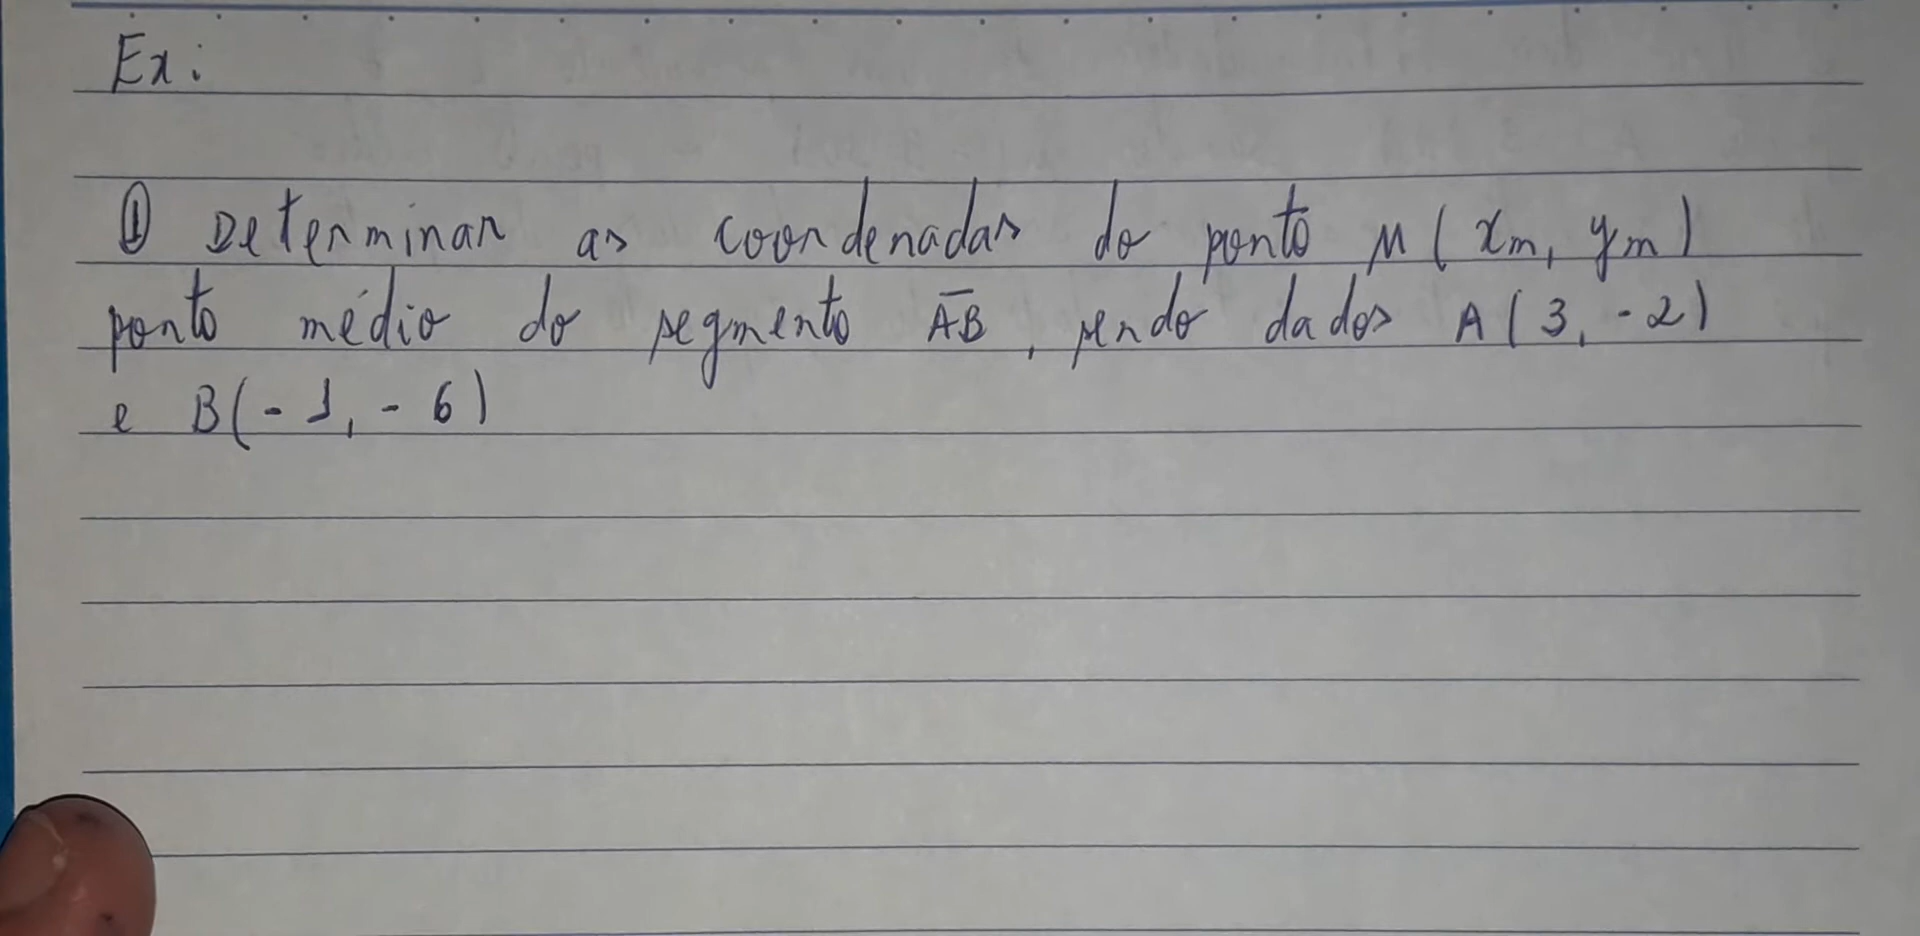 Ex:
① Determinar as coordenadas do ponto M(xm, ym)
ponto médio do segmento A̅B̅, sendo dados A(3, -2)
e B(-1, -6)